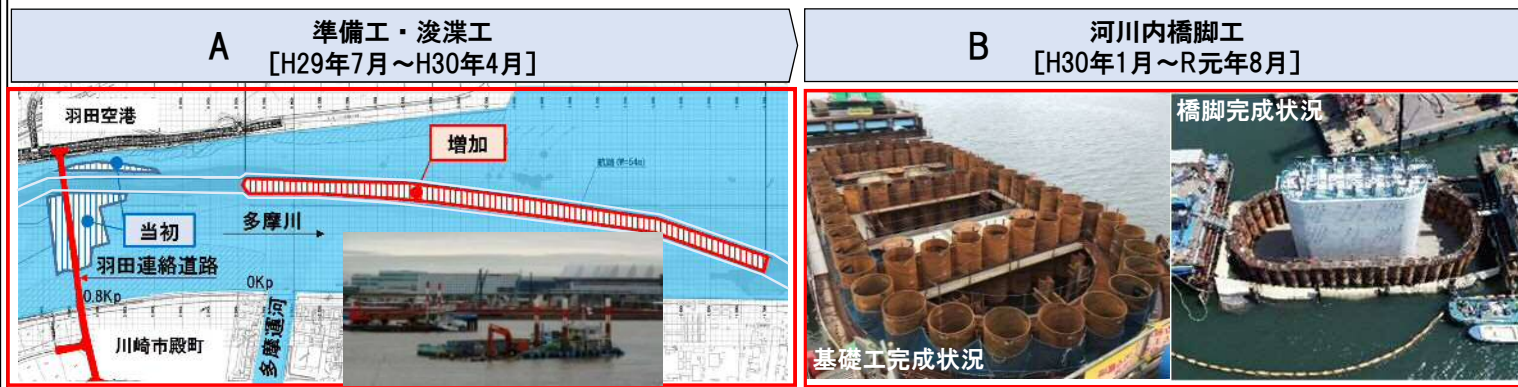 A
準備工・浚渫工
[H29年7月～H30年4月]
B
河川内橋脚工
[H30年1月～R元年8月]
羽田空港
増加
航路(W=54m)
当初
多摩川
羽田連絡道路
0Kp
0.8Kp
川崎市殿町
多摩運河
基礎工完成状況
橋脚完成状況